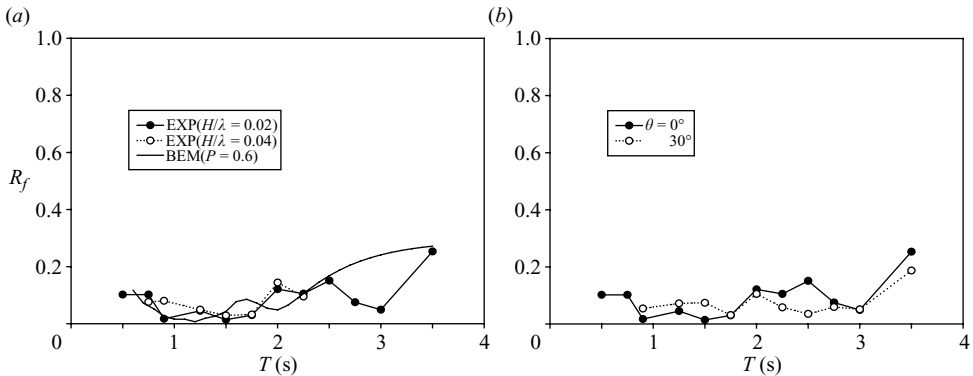 (a)
1.0
0.8
0.6
0.4
0.2
0
R_f
EXP(H/λ = 0.02)
EXP(H/λ = 0.04)
BEM(P = 0.6)
1 2 3 4
T (s)
(b)
1.0
0.8
0.6
0.4
0.2
0
θ = 0°
30°
1 2 3 4
T (s)